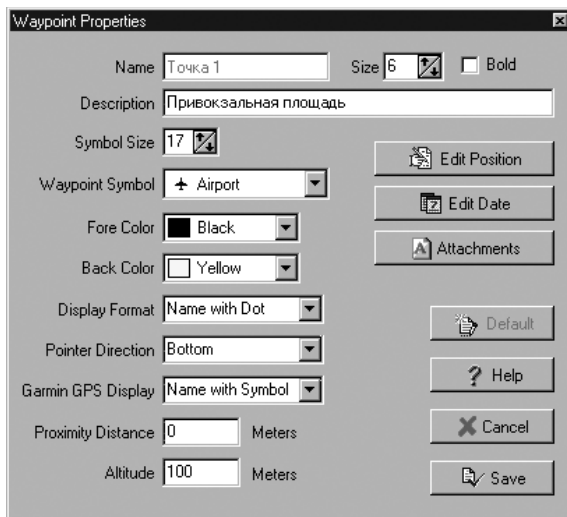 Waypoint Properties
Name Точка 1 Size 6 Bold
Description Привокзальная площадь
Symbol Size 17
Edit Position
Waypoint Symbol Airport
Edit Date
Fore Color Black
Attachments
Back Color Yellow
Display Format Name with Dot
Default
Pointer Direction Bottom
Help
Garmin GPS Display Name with Symbol
Proximity Distance 0 Meters
Cancel
Altitude 100 Meters
Save